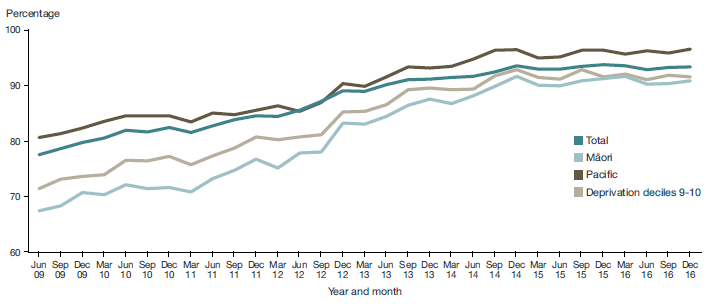 Percentage
100
90
80
70
60
Total
Māori
Pacific
Deprivation deciles 9-10
Jun Sep Dec Mar Jun Sep Dec Mar Jun Sep Dec Mar Jun Sep Dec Mar Jun Sep Dec Mar Jun Sep Dec Mar Jun Sep Dec Mar Jun Sep Dec
09 09 09 10 10 10 10 11 11 11 11 12 12 12 12 13 13 13 13 14 14 14 14 15 15 15 15 16 16 16 16
Year and month